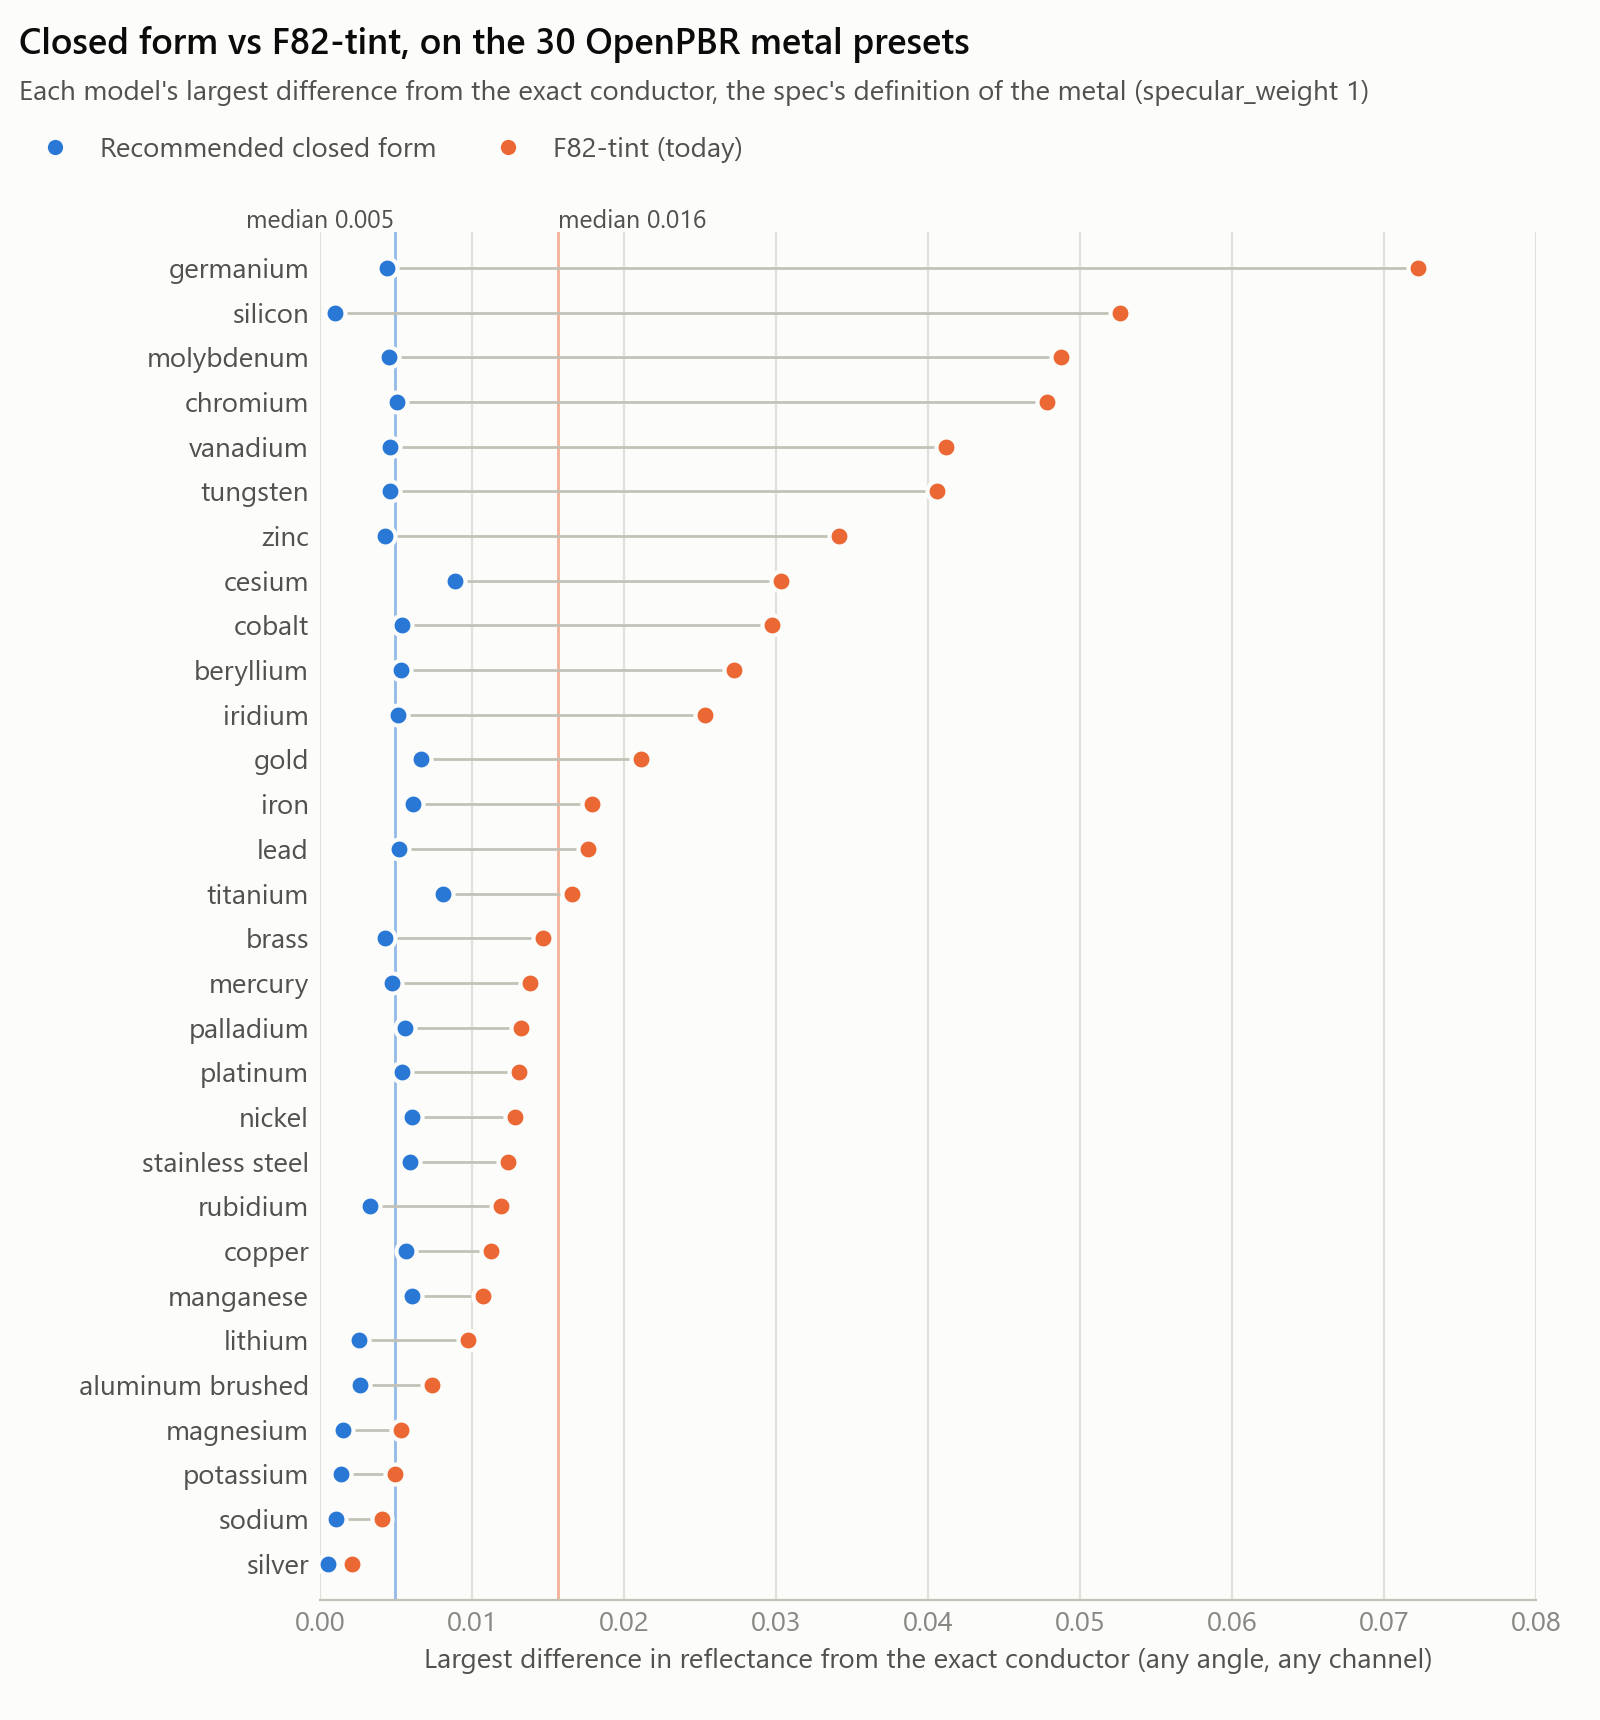 Closed form vs F82-tint, on the 30 OpenPBR metal presets
Each model's largest difference from the exact conductor, the spec's definition of the metal (specular_weight 1)
Recommended closed form
F82-tint (today)
median 0.005
median 0.016
germanium
silicon
molybdenum
chromium
vanadium
tungsten
zinc
cesium
cobalt
beryllium
iridium
gold
iron
lead
titanium
brass
mercury
palladium
platinum
nickel
stainless steel
rubidium
copper
manganese
lithium
aluminum brushed
magnesium
potassium
sodium
silver
0.00 0.01 0.02 0.03 0.04 0.05 0.06 0.07 0.08
Largest difference in reflectance from the exact conductor (any angle, any channel)